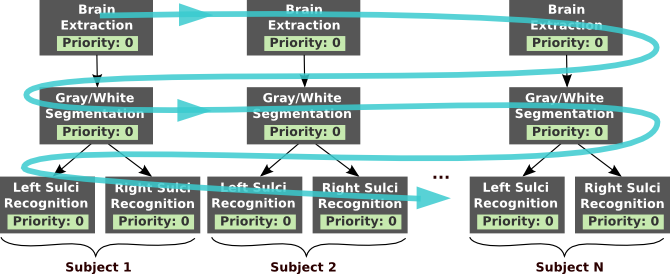 Brain
Extraction
Priority: 0
Brain
Extraction
Priority: 0
Brain
Extraction
Priority: 0
Gray/White
Segmentation
Priority: 0
Gray/White
Segmentation
Priority: 0
Gray/White
Segmentation
Priority: 0
...
Left Sulci
Recognition
Priority: 0
Right Sulci
Recognition
Priority: 0
Left Sulci
Recognition
Priority: 0
Right Sulci
Recognition
Priority: 0
Left Sulci
Recognition
Priority: 0
Right Sulci
Recognition
Priority: 0
Subject 1
Subject 2
Subject N